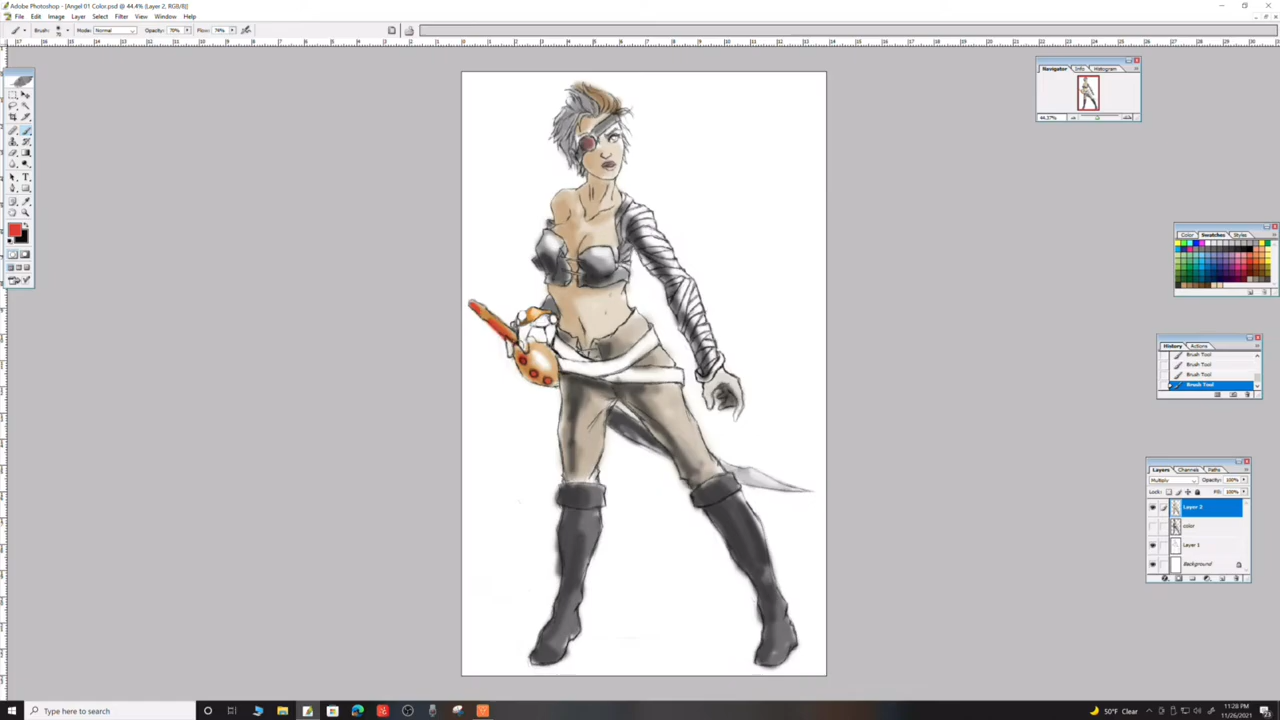 Adobe Photoshop - [Angel 01 Color.psd @ 44.4% (Layer 2, RGB/8)]
File Edit Image Layer Select Filter View Window Help
Brush: Mode: Normal Opacity: 70% Flow: 74%
Navigator Info Histogram
Color Swatches Styles
History Actions
Brush Tool
Brush Tool
Brush Tool
Brush Tool
Layers Channels Paths
Multiply Opacity: 100%
Lock: Fill: 100%
Layer 2
color
Layer 1
Background
Type here to search
50°F Clear
11:28 PM
11/26/2021